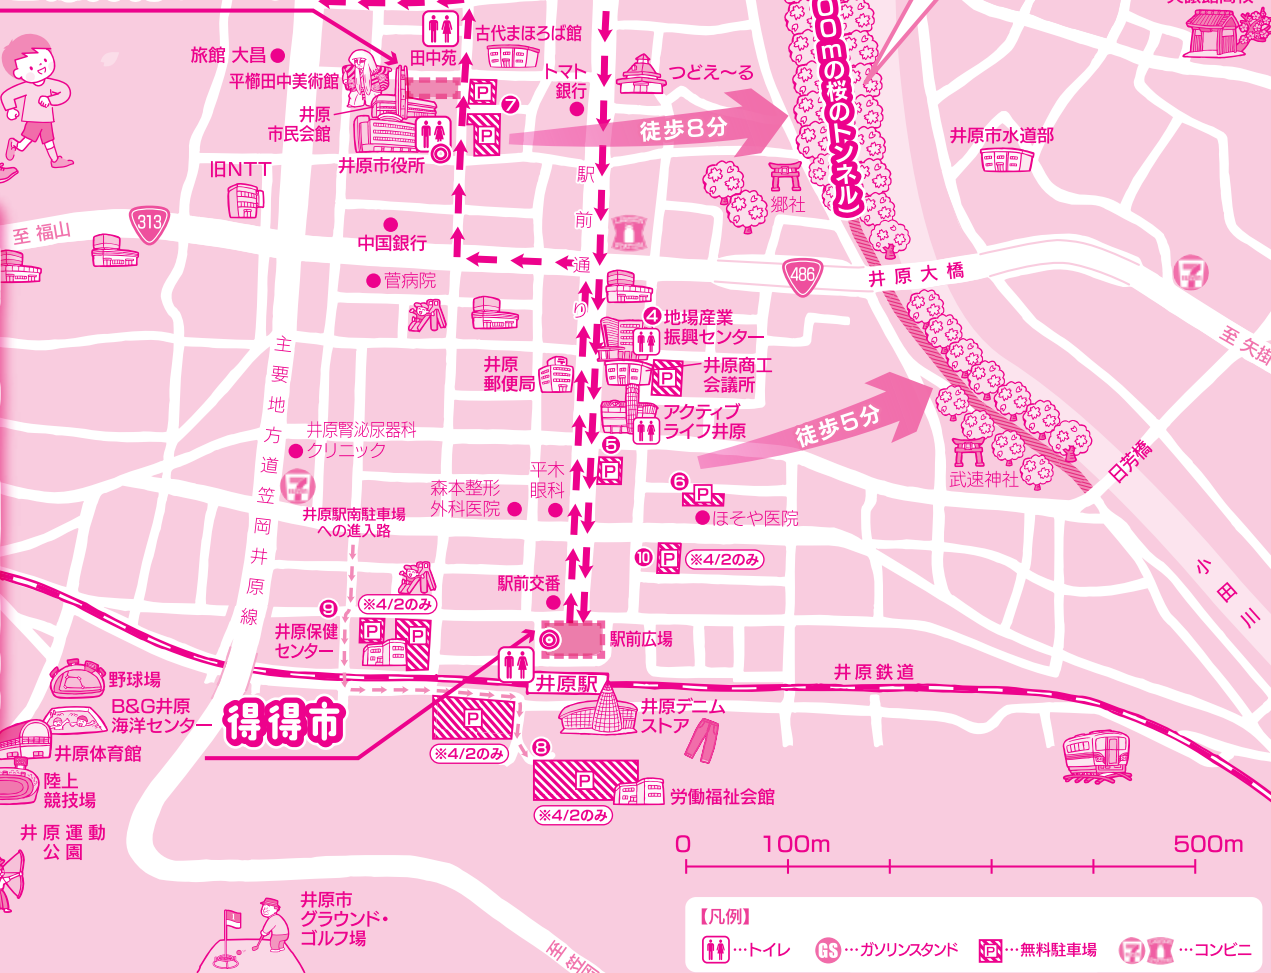 古代まほろば館
田中苑
旅館 大昌
平櫛田中美術館
トマト
銀行
つどえ〜る
P
7
井原
市民会館
P
徒歩8分
00mの桜のトンネル)
井原市水道部
井原市役所
旧NTT
郷社
313
至 福山
中国銀行
駅前通り
菅病院
486
井原大橋
至 矢掛
4 地場産業
振興センター
主要地方道笠岡井原線
井原
郵便局
P
井原商工
会議所
アクティブ
ライフ井原
徒歩5分
井原腎泌尿器科
クリニック
5
P
平木
眼科
森本整形
外科医院
6
P
ほそや医院
武速神社
日芳橋
井原駅南駐車場
への進入路
10
P
※4/2のみ
小田川
駅前交番
※4/2のみ
9
井原保健
センター
P
P
駅前広場
井原駅
井原鉄道
野球場
B&G井原
海洋センター
得得市
P
※4/2のみ
井原デニム
ストア
井原体育館
8
P
労働福祉会館
※4/2のみ
陸上
競技場
井原運動
公園
0 100m 500m
井原市
グラウンド・
ゴルフ場
【凡例】
…トイレ GS…ガソリンスタンド …無料駐車場 …コンビニ